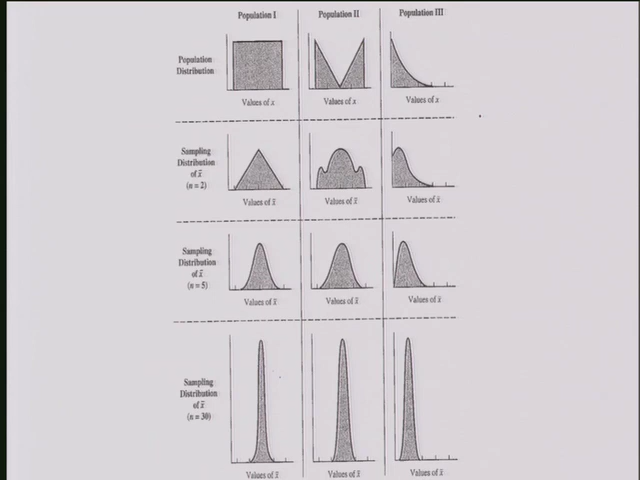 Population I
Population II
Population III
Population
Distribution
Values of x
Values of x
Values of x
Sampling
Distribution
of x̄
(n = 2)
Values of x̄
Values of x̄
Values of x̄
Sampling
Distribution
of x̄
(n = 5)
Values of x̄
Values of x̄
Values of x̄
Sampling
Distribution
of x̄
(n = 30)
Values of x̄
Values of x̄
Values of x̄